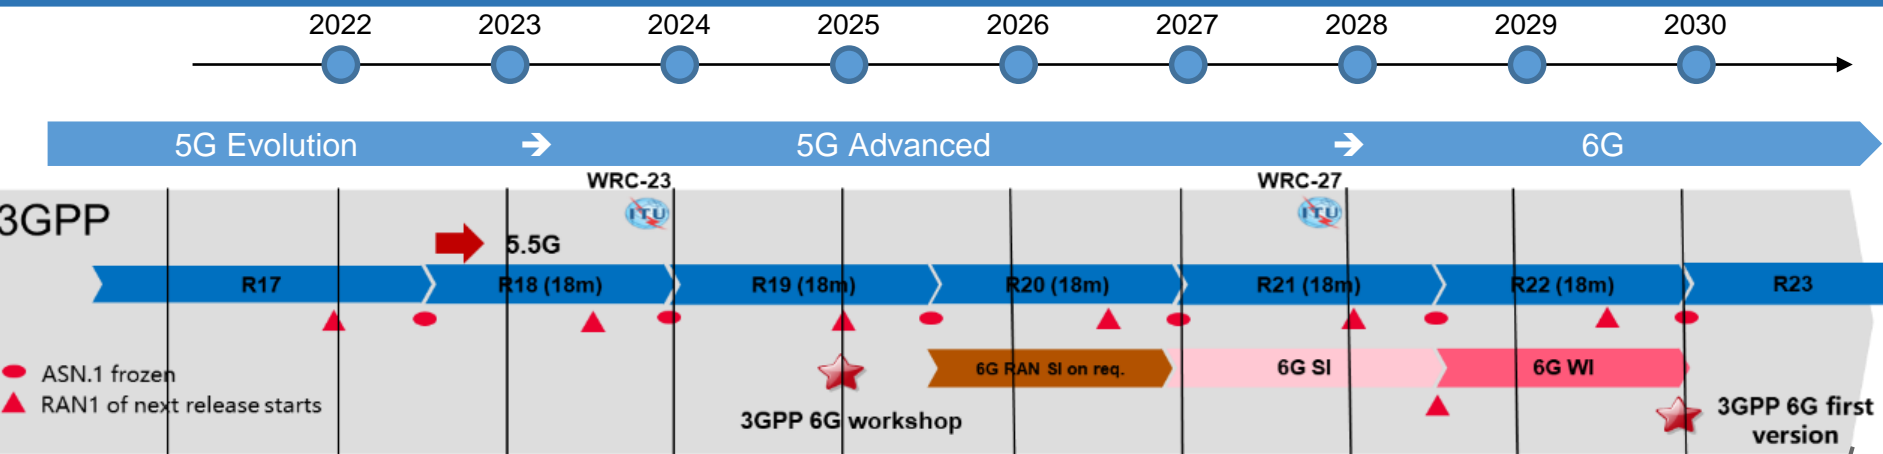 2022 2023 2024 2025 2026 2027 2028 2029 2030
5G Evolution → 5G Advanced → 6G
WRC-23 WRC-27
ITU ITU
3GPP
5.5G
R17 R18 (18m) R19 (18m) R20 (18m) R21 (18m) R22 (18m) R23
6G RAN SI on req. 6G SI 6G WI
ASN.1 frozen
RAN1 of next release starts
3GPP 6G workshop
3GPP 6G first
version